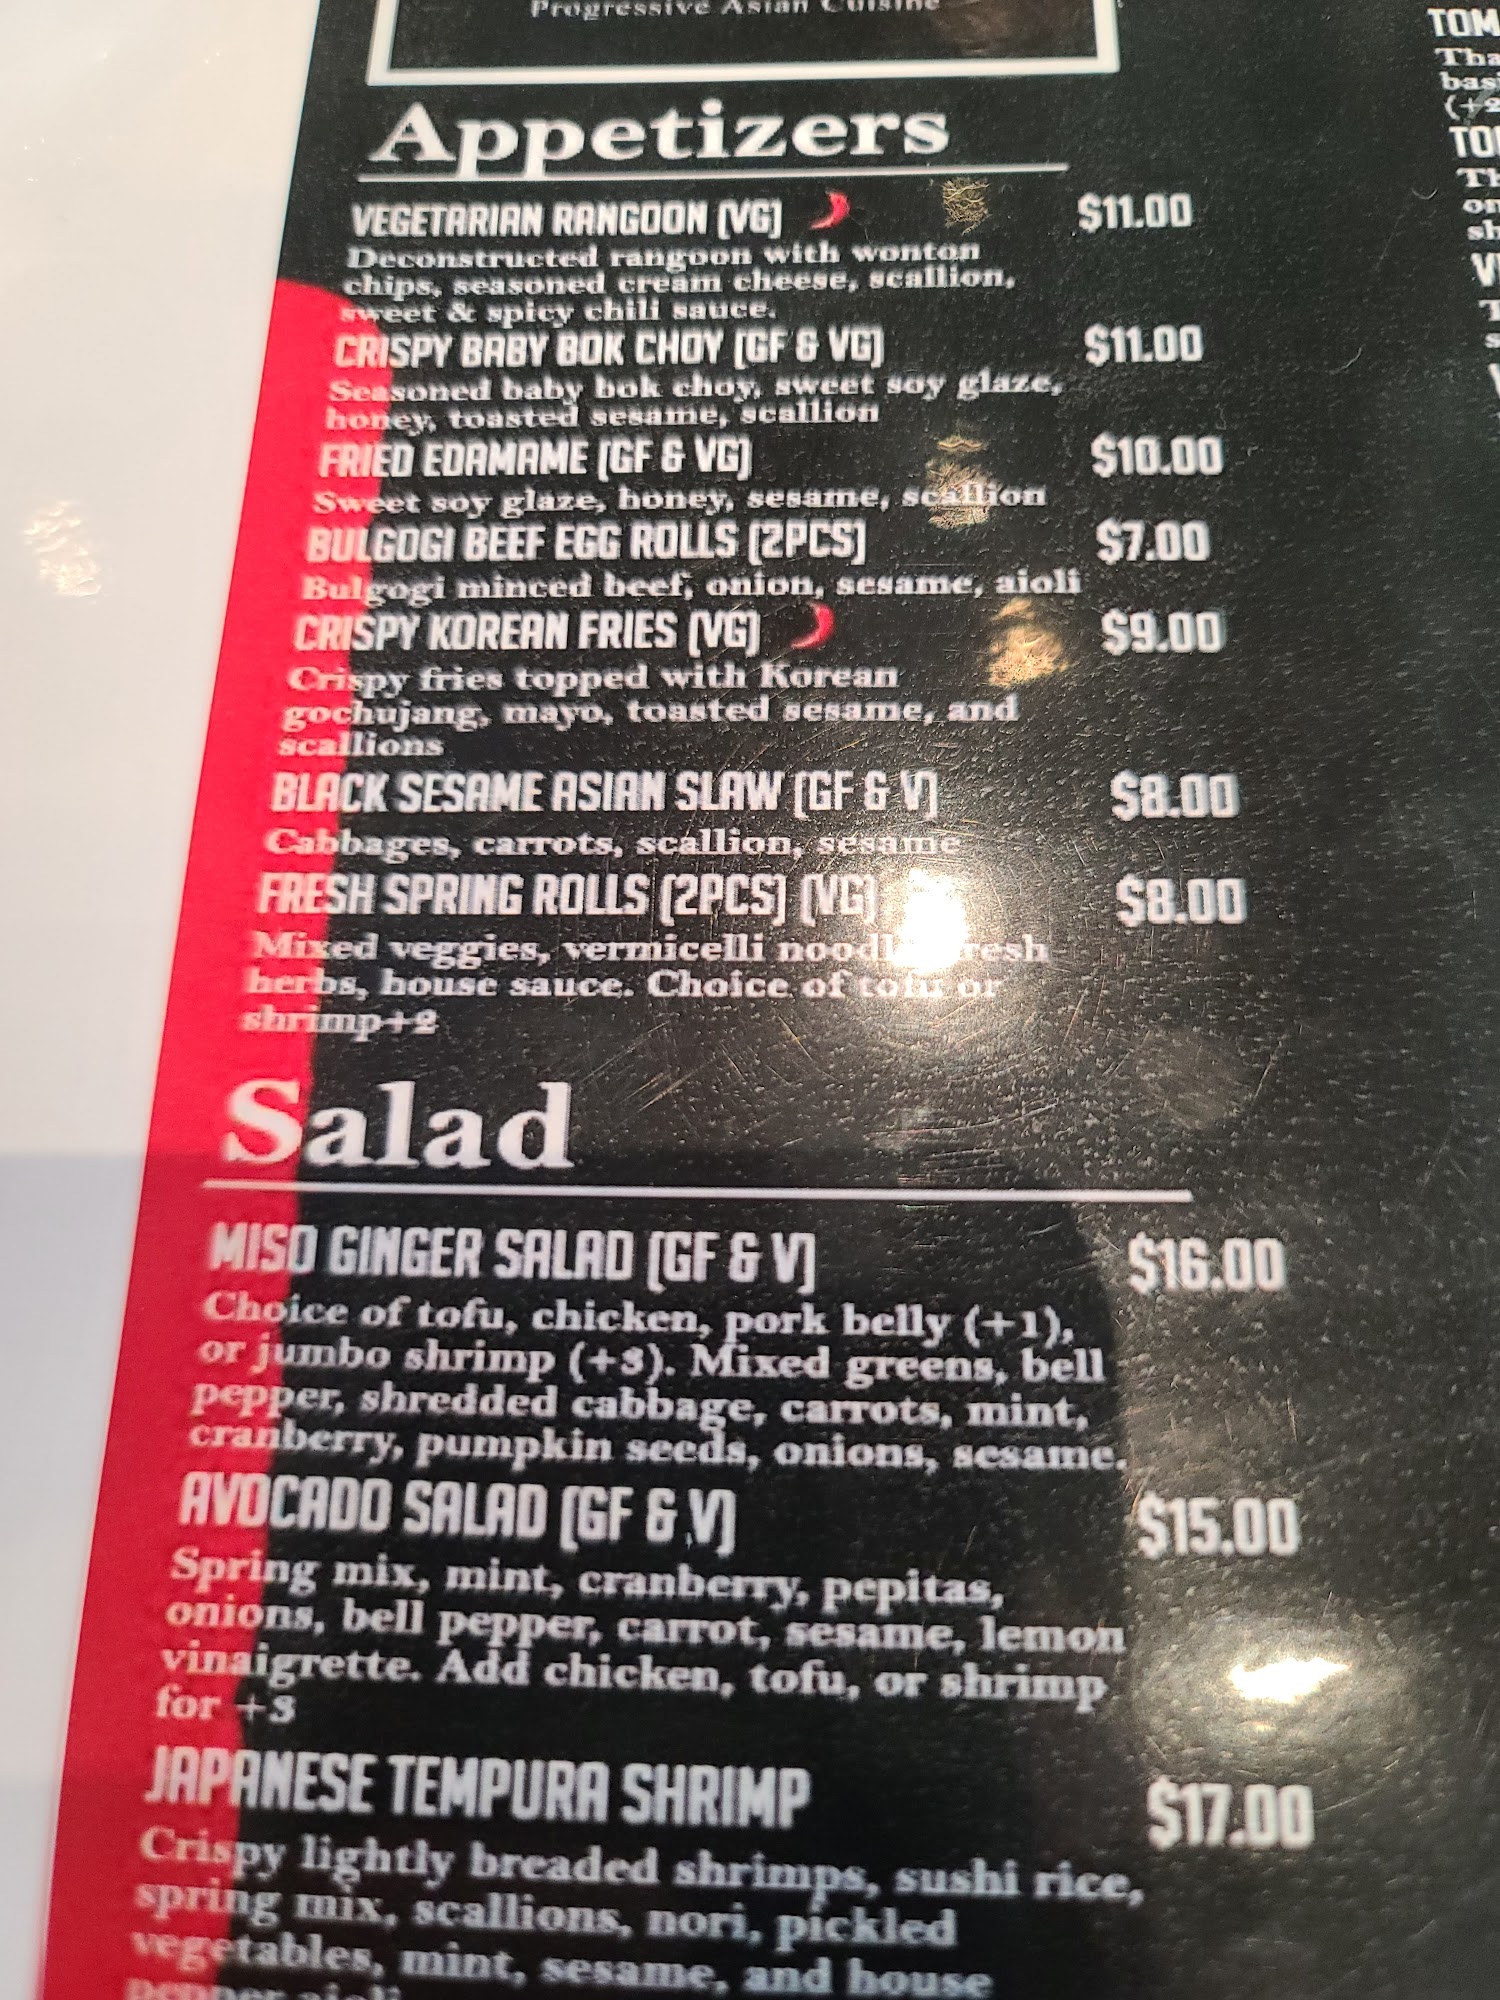 Progressive Asian Cuisine
Appetizers
VEGETARIAN RANGOON (VG) $11.00
Deconstructed rangoon with wonton
chips, seasoned cream cheese, scallion,
sweet & spicy chili sauce.
CRISPY BABY BOK CHOY (GF & VG) $11.00
Seasoned baby bok choy, sweet soy glaze,
honey, toasted sesame, scallion
FRIED EDAMAME (GF & VG) $10.00
Sweet soy glaze, honey, sesame, scallion
BULGOGI BEEF EGG ROLLS (2PCS) $7.00
Bulgogi minced beef, onion, sesame, aioli
CRISPY KOREAN FRIES (VG) $9.00
Crispy fries topped with Korean
gochujang, mayo, toasted sesame, and
scallions
BLACK SESAME ASIAN SLAW (GF & V) $8.00
Cabbages, carrots, scallion, sesame
FRESH SPRING ROLLS (2PCS) (VG) $8.00
Mixed veggies, vermicelli
herbs, house sauce. Choice of tofu or
shrimp+2
Salad
MISO GINGER SALAD (GF & V) $16.00
Choice of tofu, chicken, pork belly (+1),
or jumbo shrimp (+3). Mixed greens, bell
pepper, shredded cabbage, carrots, mint,
cranberry, pumpkin seeds, onions, sesame.
AVOCADO SALAD (GF & V) $15.00
Spring mix, mint, cranberry, pepitas,
onions, bell pepper, carrot, sesame, lemon
vinaigrette. Add chicken, tofu, or shrimp
for +3
JAPANESE TEMPURA SHRIMP $17.00
Crispy lightly breaded shrimps, sushi rice,
spring mix, scallions, nori, pickled
vegetables, mint, sesame, and house
pepper aioli
TOM